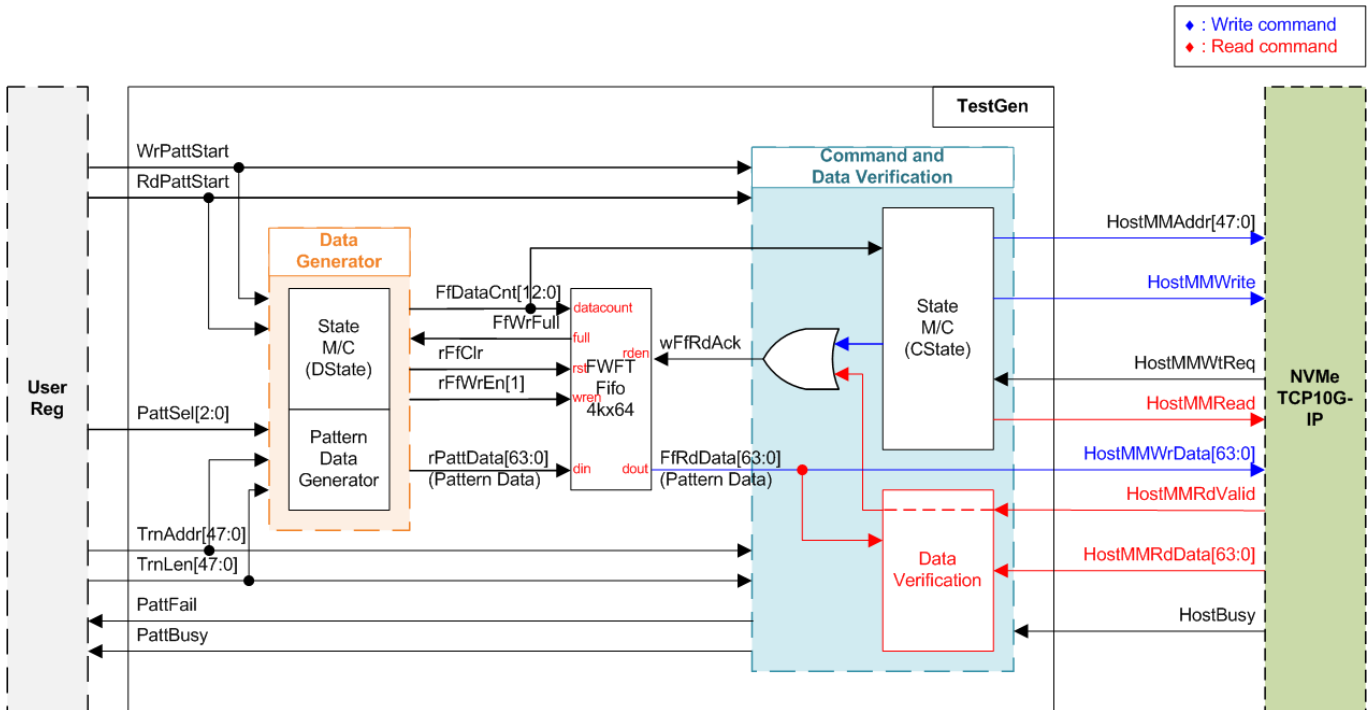 ♦ : Write command
♦ : Read command
TestGen
WrPattStart
RdPattStart
Command and
Data Verification
Data
Generator
HostMMAddr[47:0]
HostMMWrite
FfDataCnt[12:0]
datacount
FfWrFull
full
rFfClr
rst
rFfWrEn[1]
wren
rden
FWFT
Fifo
4kx64
wFfRdAck
State
M/C
(DState)
State
M/C
(CState)
HostMMWtReq
HostMMRead
User
Reg
NVMe
TCP10G-
IP
PattSel[2:0]
Pattern
Data
Generator
rPattData[63:0]
(Pattern Data)
din
dout
FfRdData[63:0]
(Pattern Data)
HostMMWrData[63:0]
HostMMRdValid
TrnAddr[47:0]
TrnLen[47:0]
Data
Verification
HostMMRdData[63:0]
PattFail
PattBusy
HostBusy